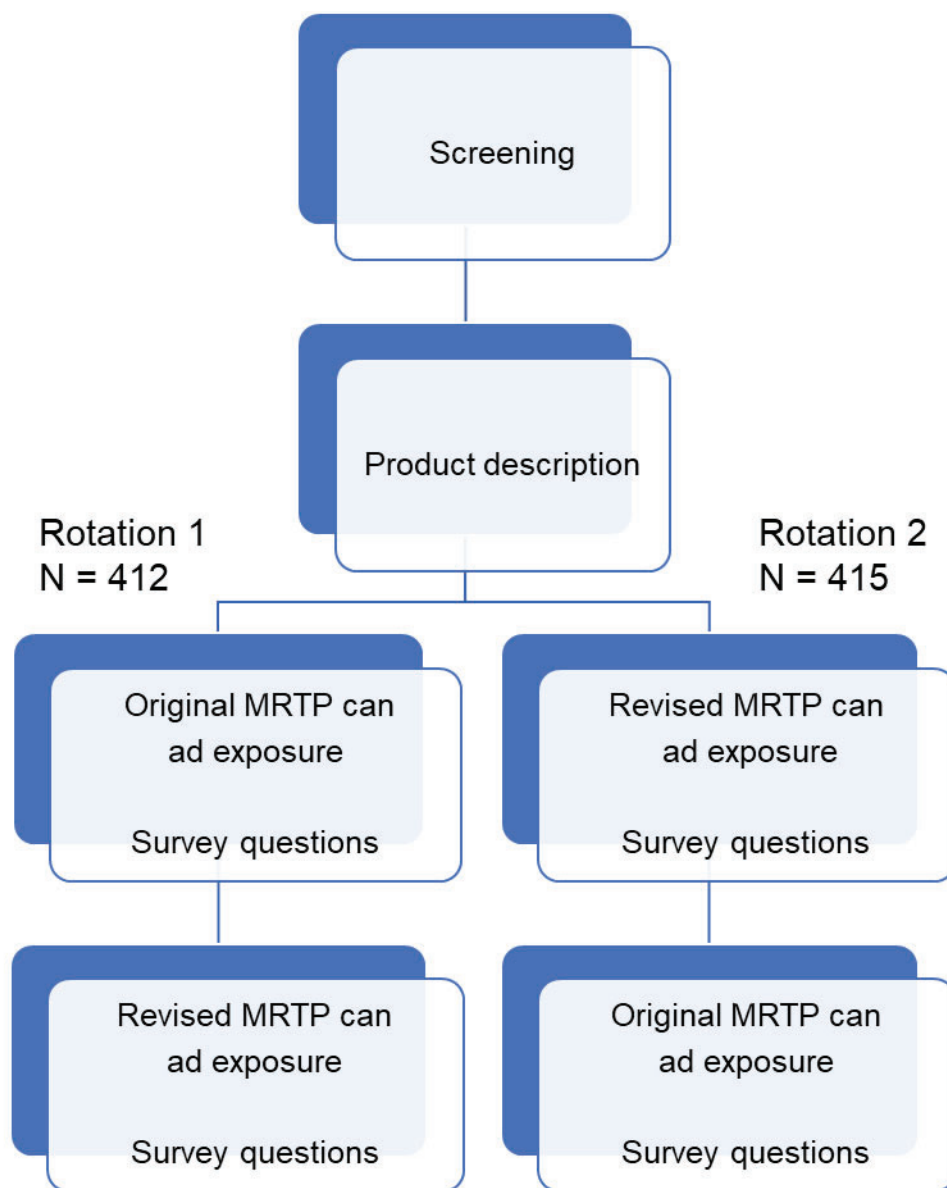 Screening
Product description
Rotation 1
N = 412
Rotation 2
N = 415
Original MRTP can
ad exposure
Survey questions
Revised MRTP can
ad exposure
Survey questions
Revised MRTP can
ad exposure
Survey questions
Original MRTP can
ad exposure
Survey questions